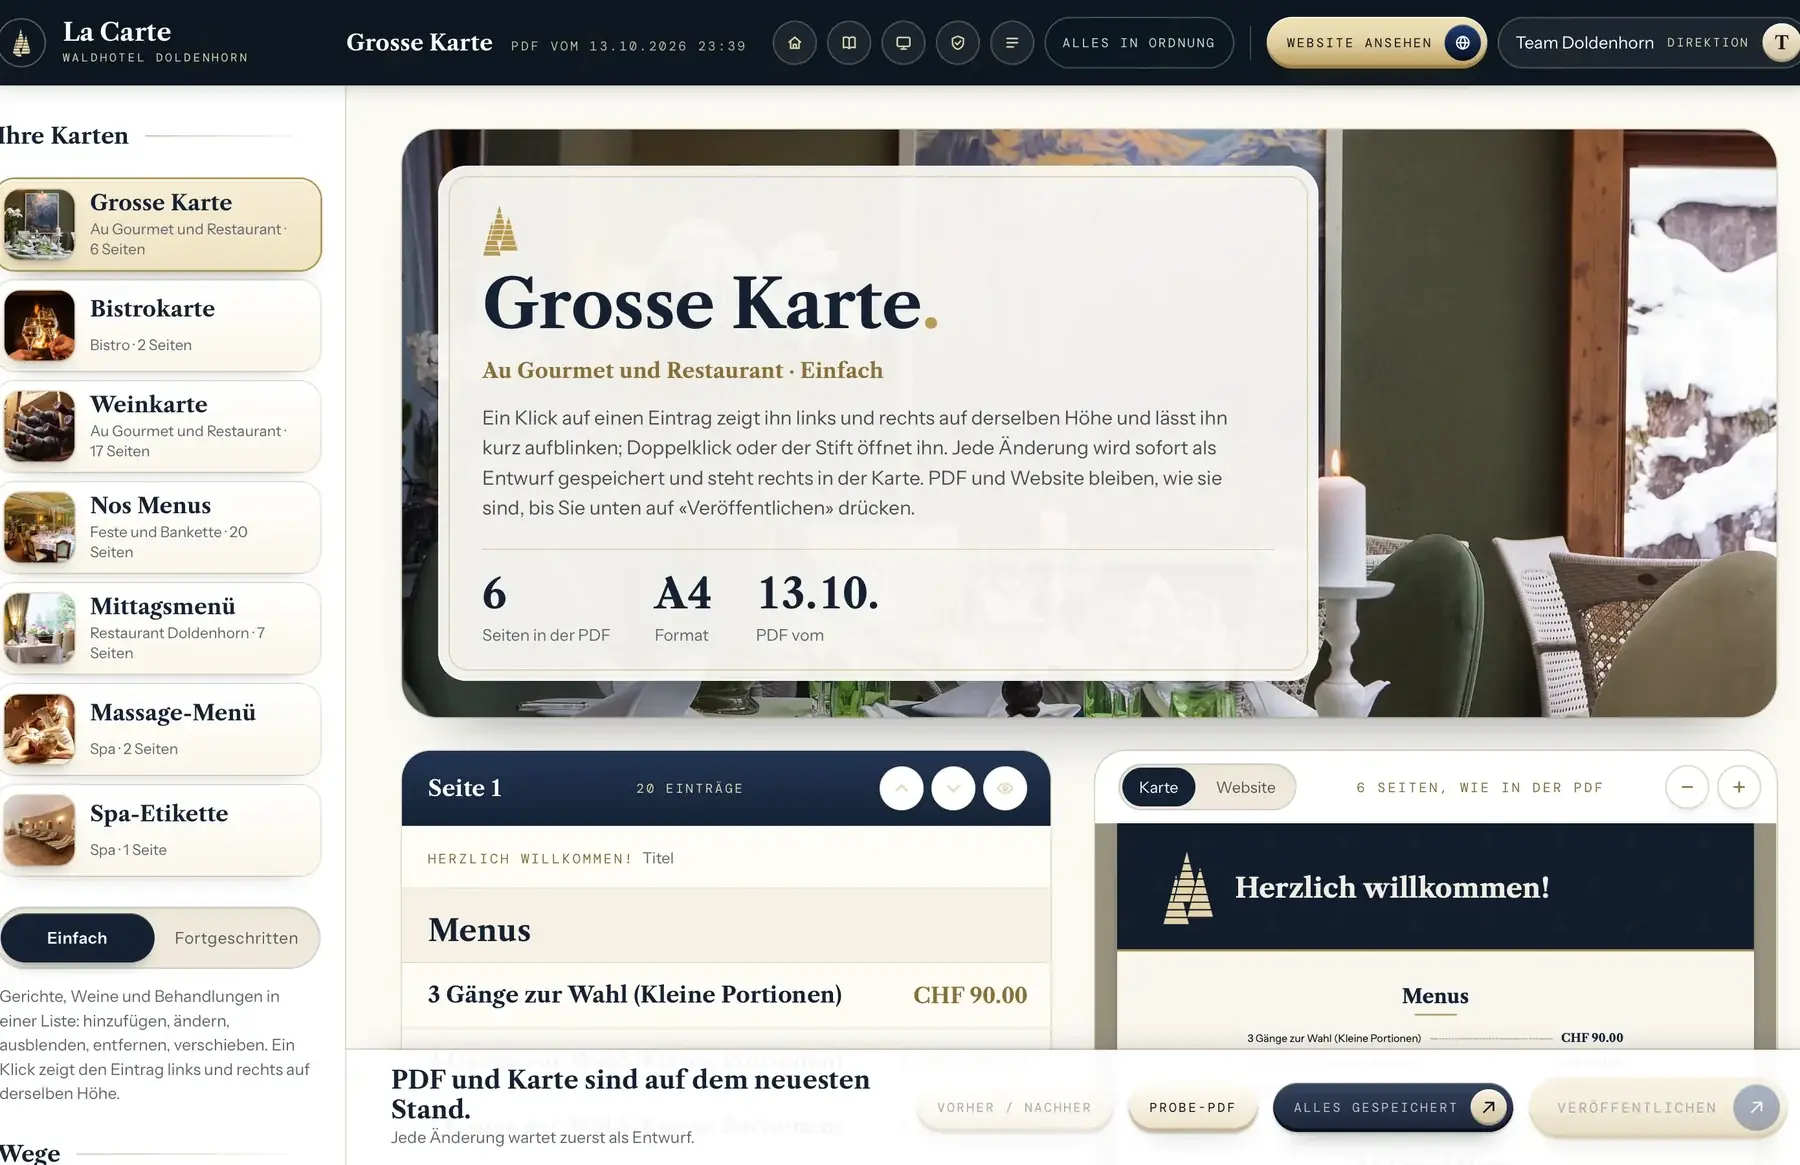 La Carte
WALDHOTEL DOLDENHORN
Grosse Karte PDF VOM 13.10.2026 23:39
ALLES IN ORDNUNG
WEBSITE ANSEHEN
Team Doldenhorn DIREKTION T
Ihre Karten
Grosse Karte
Au Gourmet und Restaurant ·
6 Seiten
Bistrokarte
Bistro · 2 Seiten
Weinkarte
Au Gourmet und Restaurant ·
17 Seiten
Nos Menus
Feste und Bankette · 20
Seiten
Mittagsmenü
Restaurant Doldenhorn · 7
Seiten
Massage-Menü
Spa · 2 Seiten
Spa-Etikette
Spa · 1 Seite
Einfach Fortgeschritten
Gerichte, Weine und Behandlungen in
einer Liste: hinzufügen, ändern,
ausblenden, entfernen, verschieben. Ein
Klick zeigt den Eintrag links und rechts auf
derselben Höhe.
Wege
Grosse Karte.
Au Gourmet und Restaurant · Einfach
Ein Klick auf einen Eintrag zeigt ihn links und rechts auf derselben Höhe und lässt ihn
kurz aufblinken; Doppelklick oder der Stift öffnet ihn. Jede Änderung wird sofort als
Entwurf gespeichert und steht rechts in der Karte. PDF und Website bleiben, wie sie
sind, bis Sie unten auf «Veröffentlichen» drücken.
6 A4 13.10.
Seiten in der PDF Format PDF vom
Seite 1 20 EINTRÄGE
HERZLICH WILLKOMMEN! Titel
Menus
3 Gänge zur Wahl (Kleine Portionen) CHF 90.00
Karte Website 6 SEITEN, WIE IN DER PDF
Herzlich willkommen!
Menus
3 Gänge zur Wahl (Kleine Portionen) CHF 90.00
PDF und Karte sind auf dem neuesten
Stand.
Jede Änderung wartet zuerst als Entwurf.
VORHER / NACHHER
PROBE-PDF
ALLES GESPEICHERT
VERÖFFENTLICHEN